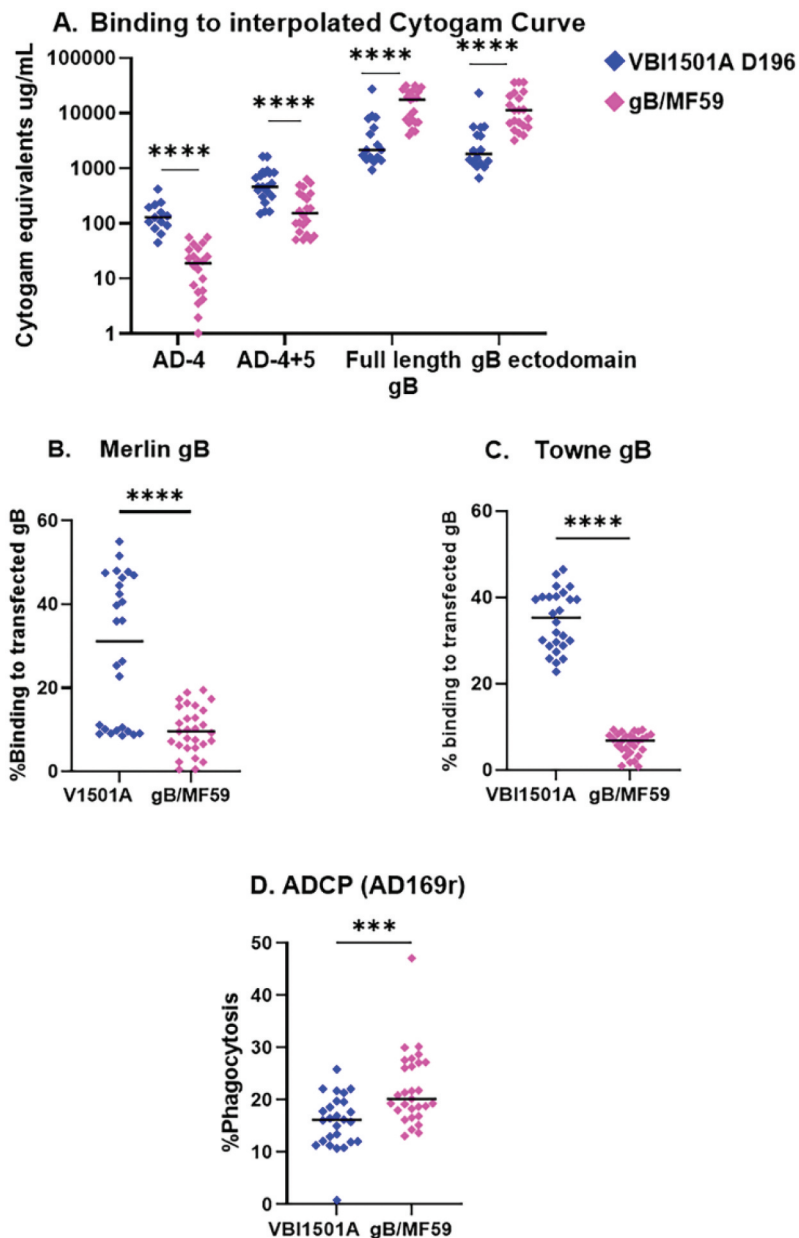 A. Binding to interpolated Cytogam Curve
Cytogam equivalents ug/mL
100000
10000
1000
100
10
1
****
****
****
****
AD-4
AD-4+5
Full length gB
gB ectodomain
VBI1501A D196
gB/MF59
B. Merlin gB
%Binding to transfected gB
60
40
20
0
****
V1501A
gB/MF59
C. Towne gB
% binding to transfected gB
60
40
20
0
****
VBI1501A
gB/MF59
D. ADCP (AD169r)
%Phagocytosis
50
40
30
20
10
0
***
VBI1501A
gB/MF59